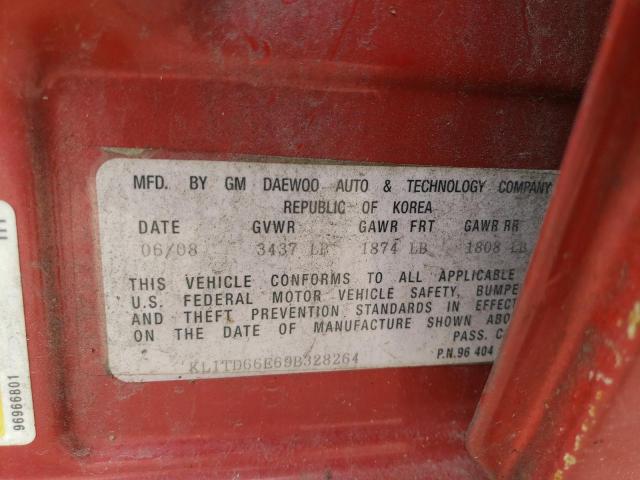 MFD. BY GM DAEWOO AUTO & TECHNOLOGY COMPANY
REPUBLIC OF KOREA
DATE GVWR GAWR FRT GAWR RR
06/08 3437 LB 1874 LB 1808 LB
THIS VEHICLE CONFORMS TO ALL APPLICABLE
U.S. FEDERAL MOTOR VEHICLE SAFETY, BUMPE
AND THEFT PREVENTION STANDARDS IN EFFECT
ON THE DATE OF MANUFACTURE SHOWN ABO
PASS. C
KL1TD66E69B328264
P.N.96 404
96966801